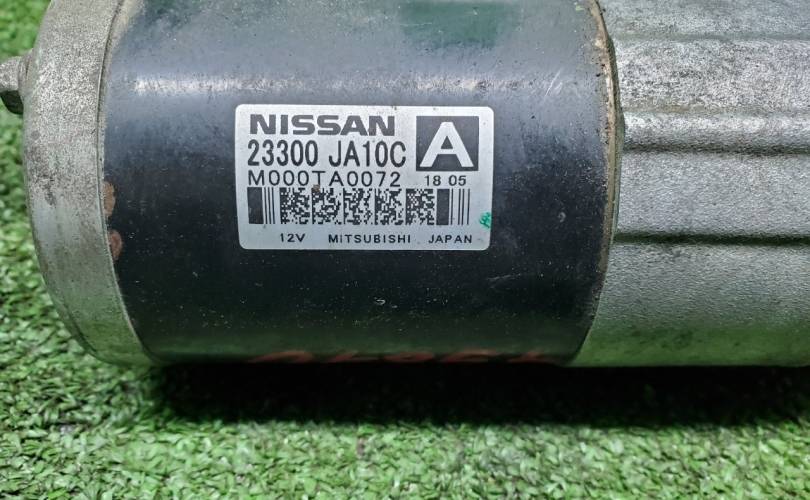 NISSAN A
23300 JA10C
M000TA0072 18 05
12V MITSUBISHI JAPAN